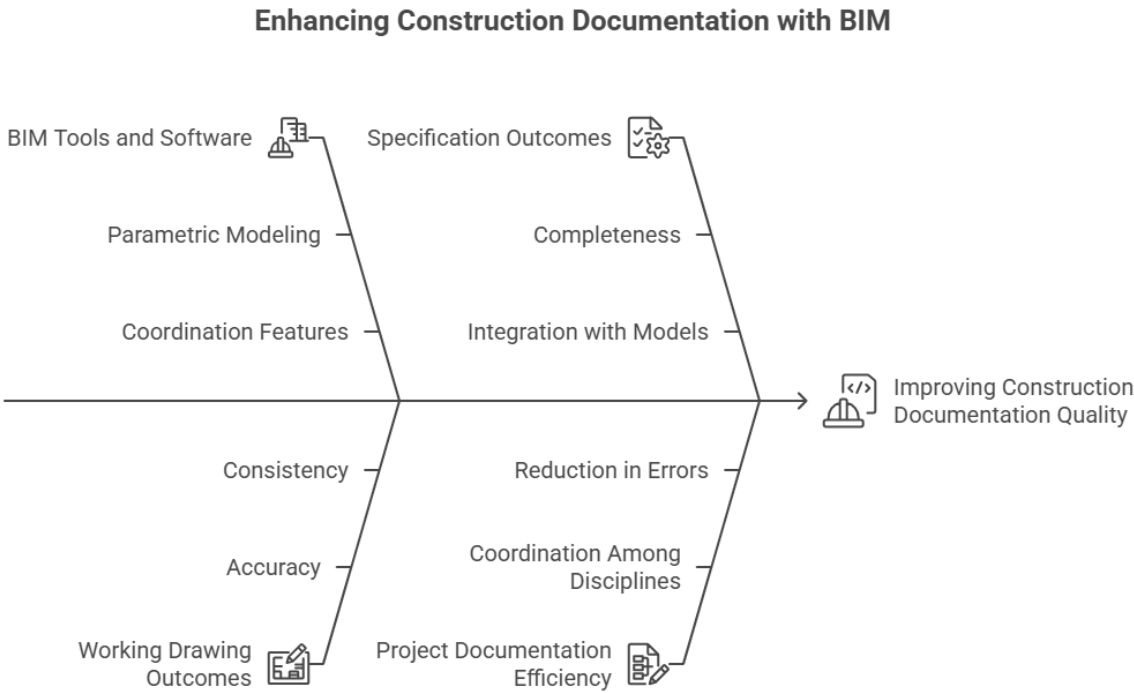 Enhancing Construction Documentation with BIM
BIM Tools and Software
Parametric Modeling
Coordination Features
Specification Outcomes
Completeness
Integration with Models
</>
Improving Construction
Documentation Quality
Consistency
Accuracy
Working Drawing
Outcomes
Reduction in Errors
Coordination Among
Disciplines
Project Documentation
Efficiency